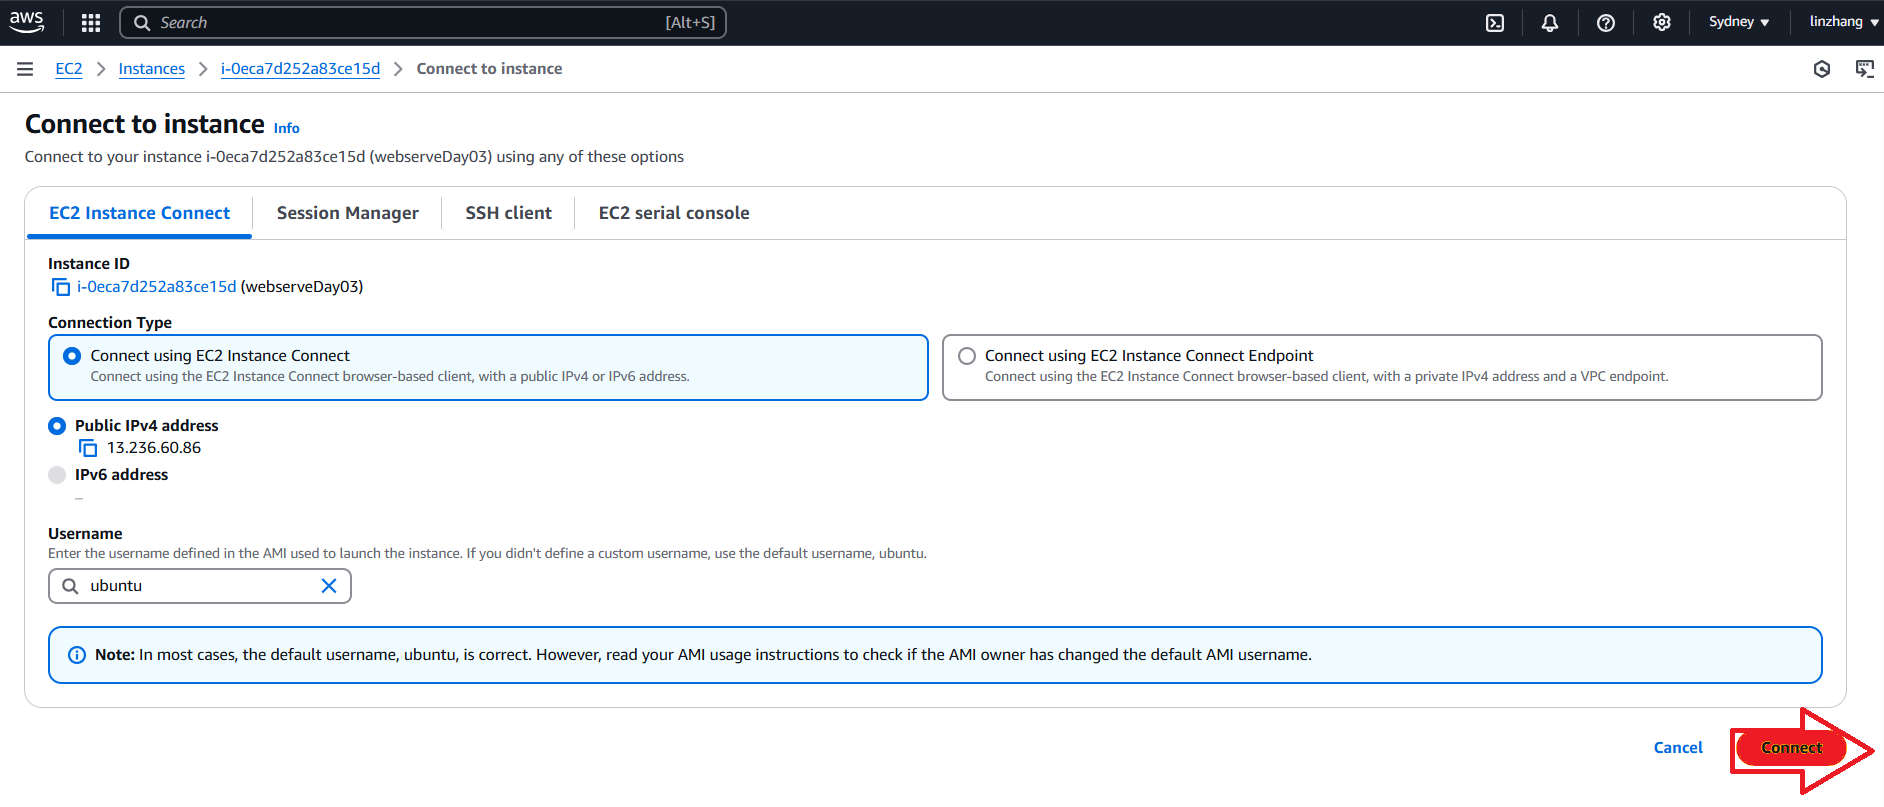 aws
Search [Alt+S] Sydney linzhang
EC2 Instances i-0eca7d252a83ce15d Connect to instance
Connect to instance Info
Connect to your instance i-0eca7d252a83ce15d (webserveDay03) using any of these options
EC2 Instance Connect Session Manager SSH client EC2 serial console
Instance ID
i-0eca7d252a83ce15d (webserveDay03)
Connection Type
Connect using EC2 Instance Connect
Connect using the EC2 Instance Connect browser-based client, with a public IPv4 or IPv6 address.
Connect using EC2 Instance Connect Endpoint
Connect using the EC2 Instance Connect browser-based client, with a private IPv4 address and a VPC endpoint.
Public IPv4 address
13.236.60.86
IPv6 address
–
Username
Enter the username defined in the AMI used to launch the instance. If you didn't define a custom username, use the default username, ubuntu.
ubuntu
Note: In most cases, the default username, ubuntu, is correct. However, read your AMI usage instructions to check if the AMI owner has changed the default AMI username.
Cancel Connect